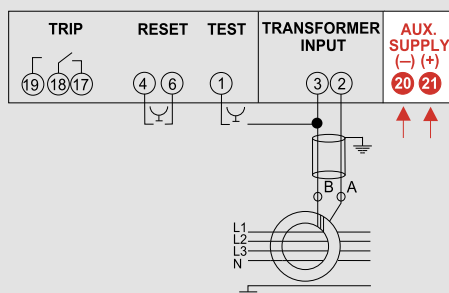 TRIP RESET TEST TRANSFORMER INPUT AUX. SUPPLY
(–) (+)
19 18 17 4 6 1 3 2 20 21
B A
L1
L2
L3
N